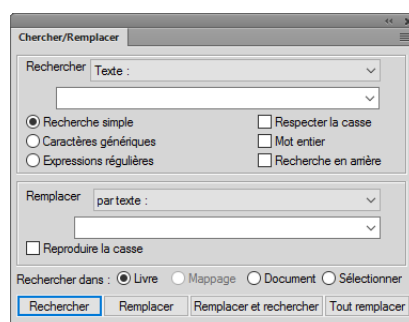 Chercher/Remplacer
Rechercher Texte :
Recherche simple Respecter la casse
Caractères génériques Mot entier
Expressions régulières Recherche en arrière
Remplacer par texte :
Reproduire la casse
Rechercher dans : Livre Mappage Document Sélectionner
Rechercher Remplacer Remplacer et rechercher Tout remplacer